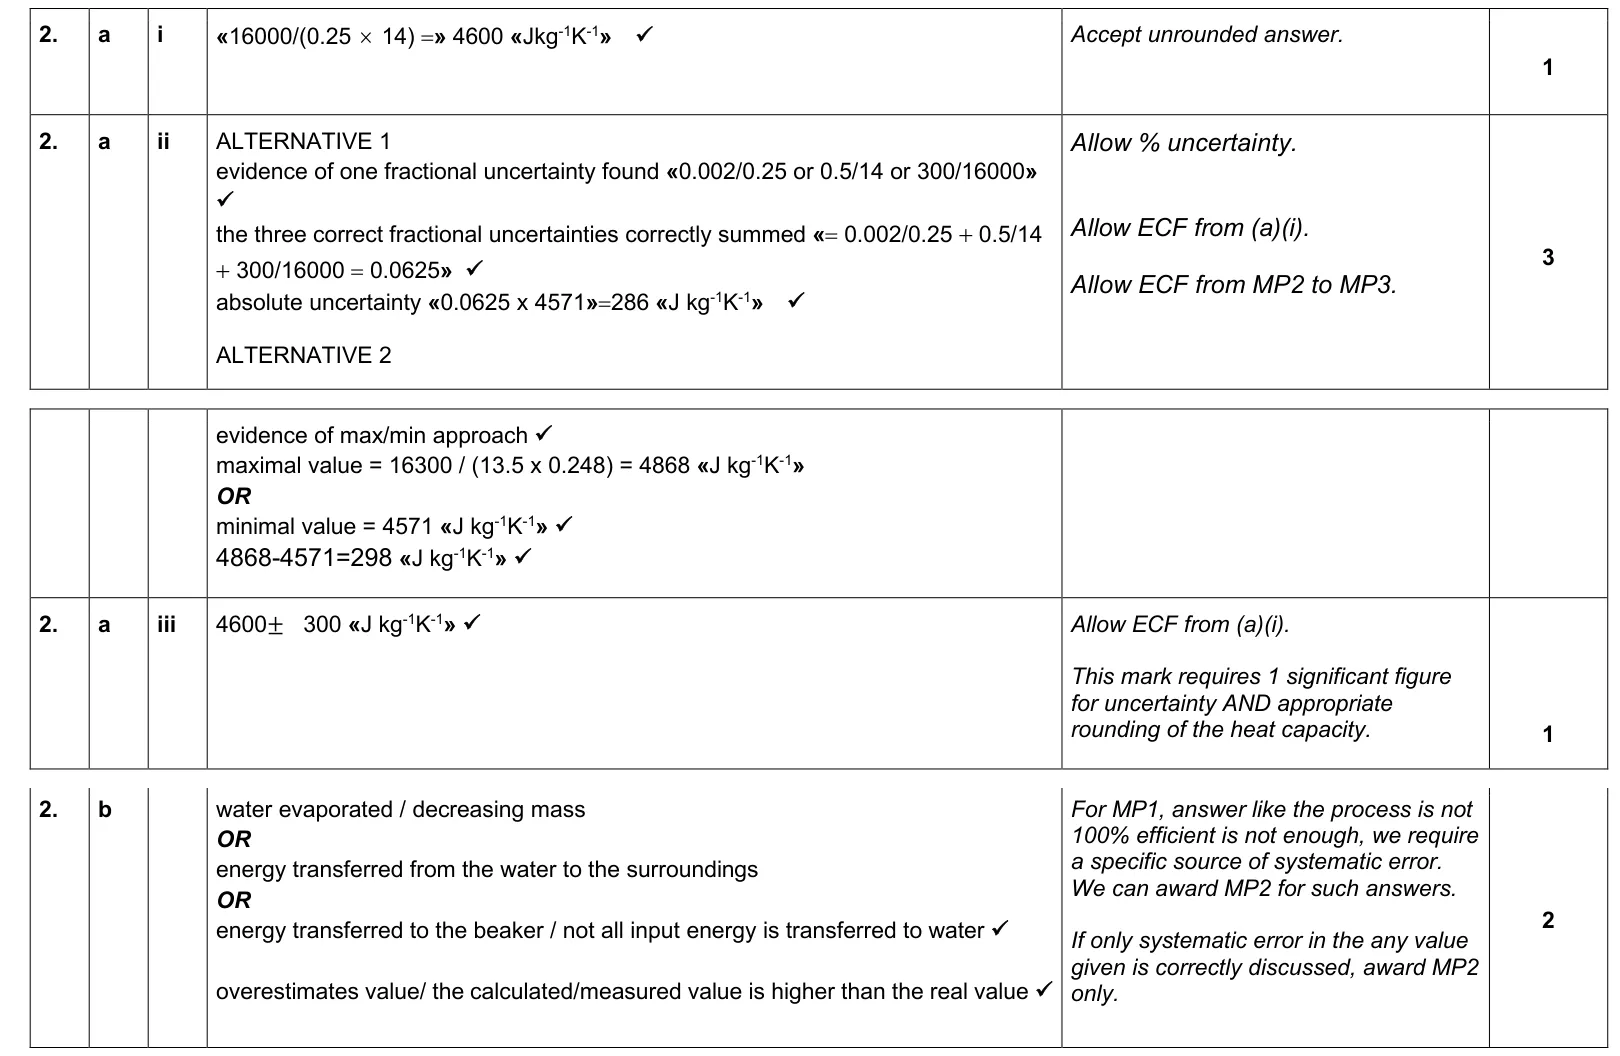 2. a i «16000/(0.25 × 14) =» 4600 «Jkg⁻¹K⁻¹» ✓ Accept unrounded answer.
1
2. a ii ALTERNATIVE 1 Allow % uncertainty.
evidence of one fractional uncertainty found «0.002/0.25 or 0.5/14 or 300/16000»
✓
the three correct fractional uncertainties correctly summed «= 0.002/0.25 + 0.5/14 Allow ECF from (a)(i).
3
+ 300/16000 = 0.0625» ✓ Allow ECF from MP2 to MP3.
absolute uncertainty «0.0625 x 4571»=286 «J kg⁻¹K⁻¹» ✓
ALTERNATIVE 2
evidence of max/min approach ✓
maximal value = 16300 / (13.5 x 0.248) = 4868 «J kg⁻¹K⁻¹»
OR
minimal value = 4571 «J kg⁻¹K⁻¹» ✓
4868-4571=298 «J kg⁻¹K⁻¹» ✓
2. a iii 4600± 300 «J kg⁻¹K⁻¹» ✓ Allow ECF from (a)(i).
This mark requires 1 significant figure
for uncertainty AND appropriate
rounding of the heat capacity.
1
2. b water evaporated / decreasing mass
OR
energy transferred from the water to the surroundings
OR
energy transferred to the beaker / not all input energy is transferred to water ✓
overestimates value/ the calculated/measured value is higher than the real value ✓
For MP1, answer like the process is not
100% efficient is not enough, we require
a specific source of systematic error.
We can award MP2 for such answers.
If only systematic error in the any value
given is correctly discussed, award MP2
only.
2